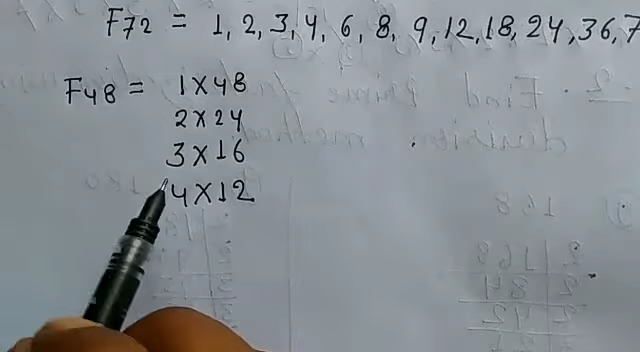 F72 = 1, 2, 3, 4, 6, 8, 9, 12, 18, 24, 36, 7
F48 = 1 X 48
2 X 24
3 X 16
4 X 12